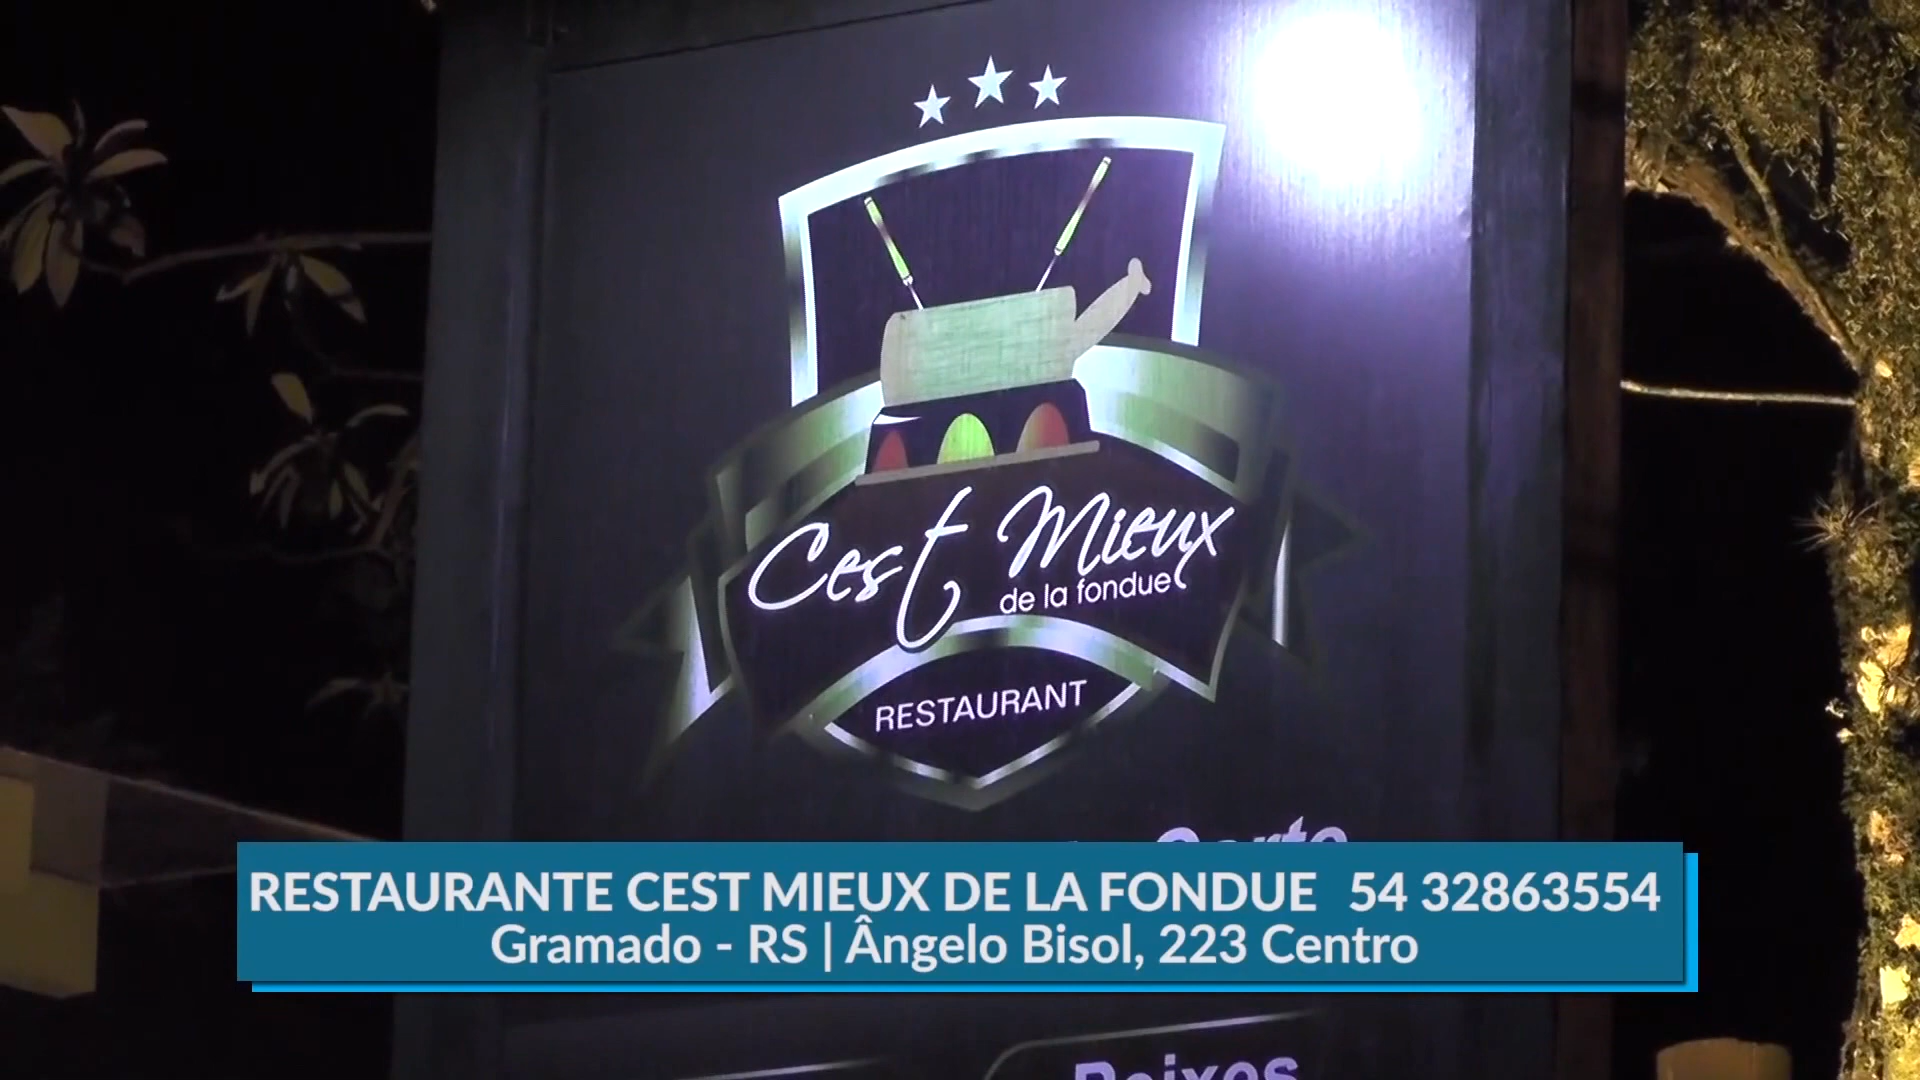 Cest Mieux
de la fondue
RESTAURANT
RESTAURANTE CEST MIEUX DE LA FONDUE 54 32863554
Gramado - RS | Ângelo Bisol, 223 Centro
Peixes